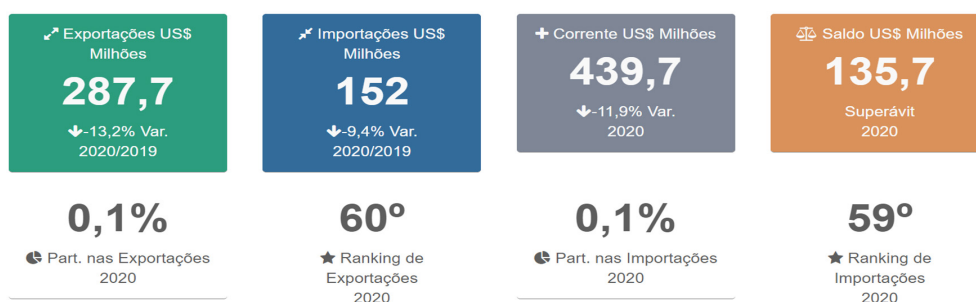 Exportações US$
Milhões
287,7
-13,2% Var.
2020/2019
Importações US$
Milhões
152
-9,4% Var.
2020/2019
Corrente US$ Milhões
439,7
-11,9% Var.
2020
Saldo US$ Milhões
135,7
Superávit
2020
0,1%
Part. nas Exportações
2020
60º
Ranking de
Exportações
2020
0,1%
Part. nas Importações
2020
59º
Ranking de
Importações
2020